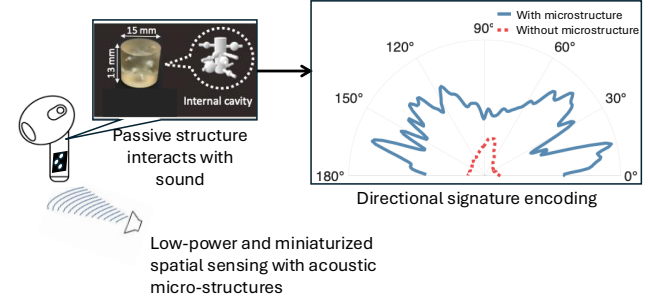 15 mm
13 mm
Internal cavity
With microstructure
Without microstructure
90°
120°
60°
150°
30°
180°
0°
Passive structure
interacts with
sound
Directional signature encoding
Low-power and miniaturized
spatial sensing with acoustic
micro-structures